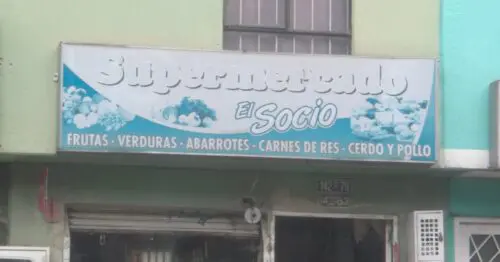 Supermercado
El Socio
FRUTAS - VERDURAS - ABARROTES - CARNES DE RES - CERDO Y POLLO